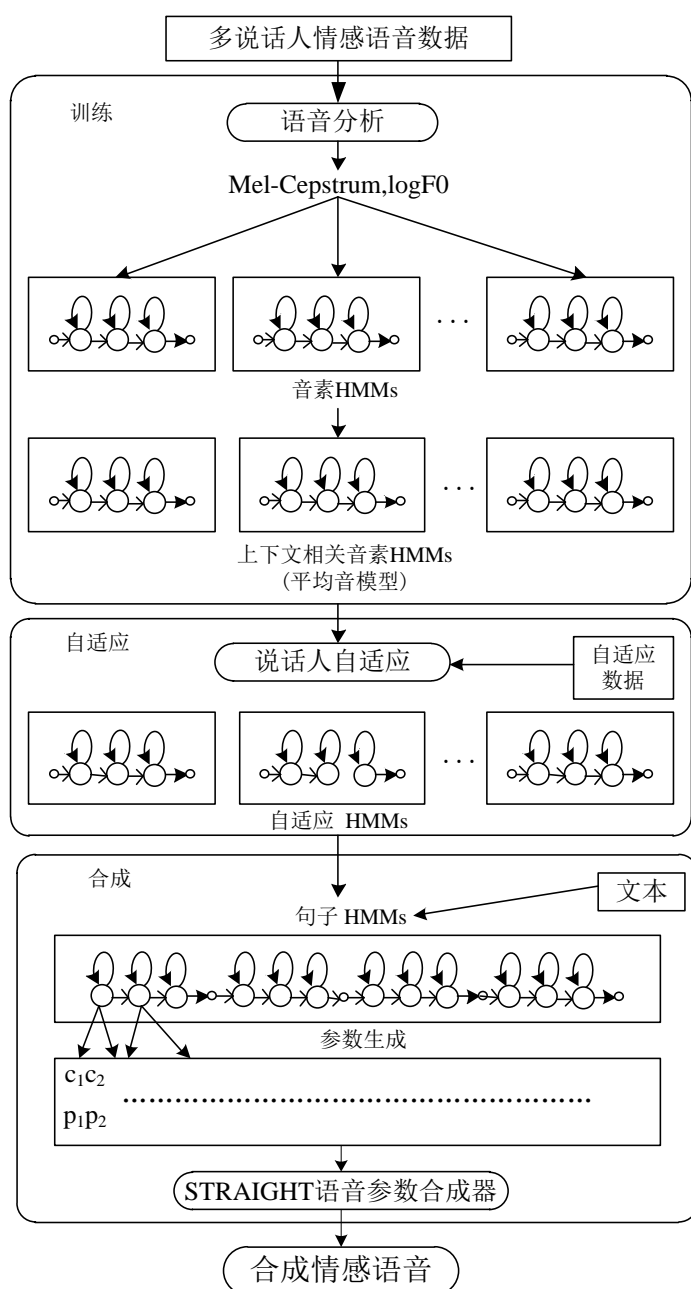 多说话人情感语音数据
训练
语音分析
Mel-Cepstrum,logF0
...
音素HMMs
...
上下文相关音素HMMs
(平均音模型)
自适应
说话人自适应
自适应
数据
...
自适应 HMMs
合成
文本
句子 HMMs
参数生成
c₁c₂
p₁p₂ ................................................
STRAIGHT语音参数合成器
合成情感语音